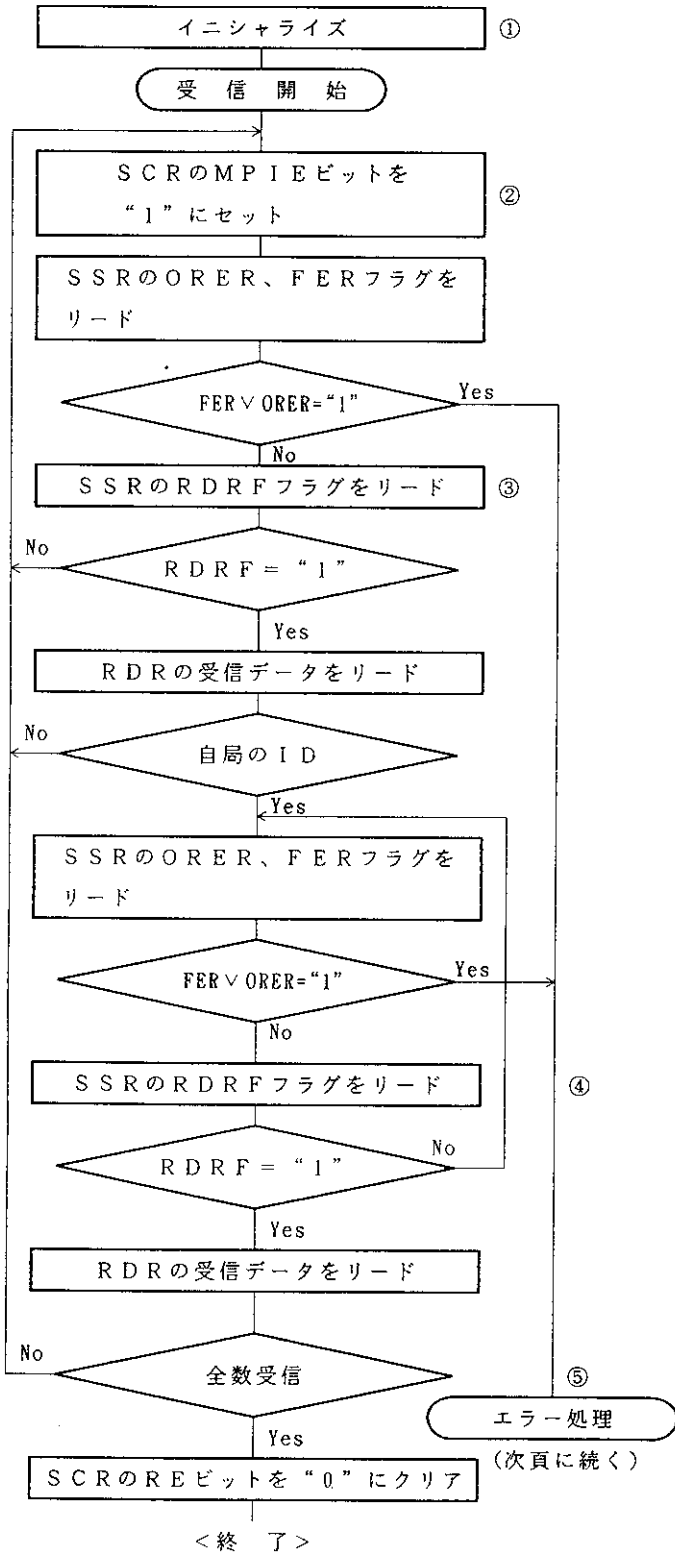 イニシャライズ ①
受信開始
SCRのMPIEビットを
“1”にセット ②
SSRのORER、FERフラグを
リード
FER∨ORER=“1” Yes
No
SSRのRDRFフラグをリード ③
No RDRF=“1”
Yes
RDRの受信データをリード
No 自局のID
Yes
SSRのORER、FERフラグを
リード
FER∨ORER=“1” Yes
No
SSRのRDRFフラグをリード ④
RDRF=“1” No
Yes
RDRの受信データをリード
No 全数受信 ⑤
エラー処理
Yes (次頁に続く)
SCRのREビットを“0”にクリア
<終 了>